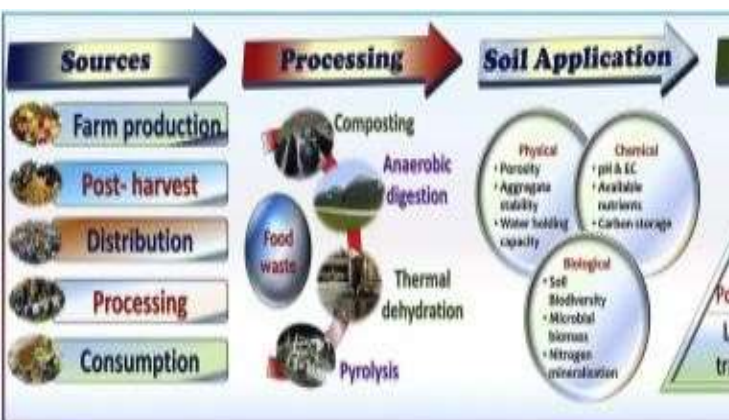 Sources
Processing
Soil Application
Farm production
Post- harvest
Distribution
Processing
Consumption
Food
waste
Composting
Anaerobic
digestion
Thermal
dehydration
Pyrolysis
Physical
• Porosity
• Aggregate
stability
• Water holding
capacity
Chemical
• pH & EC
• Available
nutrients
• Carbon storage
Biological
• Soil
Biodiversity
• Microbial
biomass
• Nitrogen
mineralisation